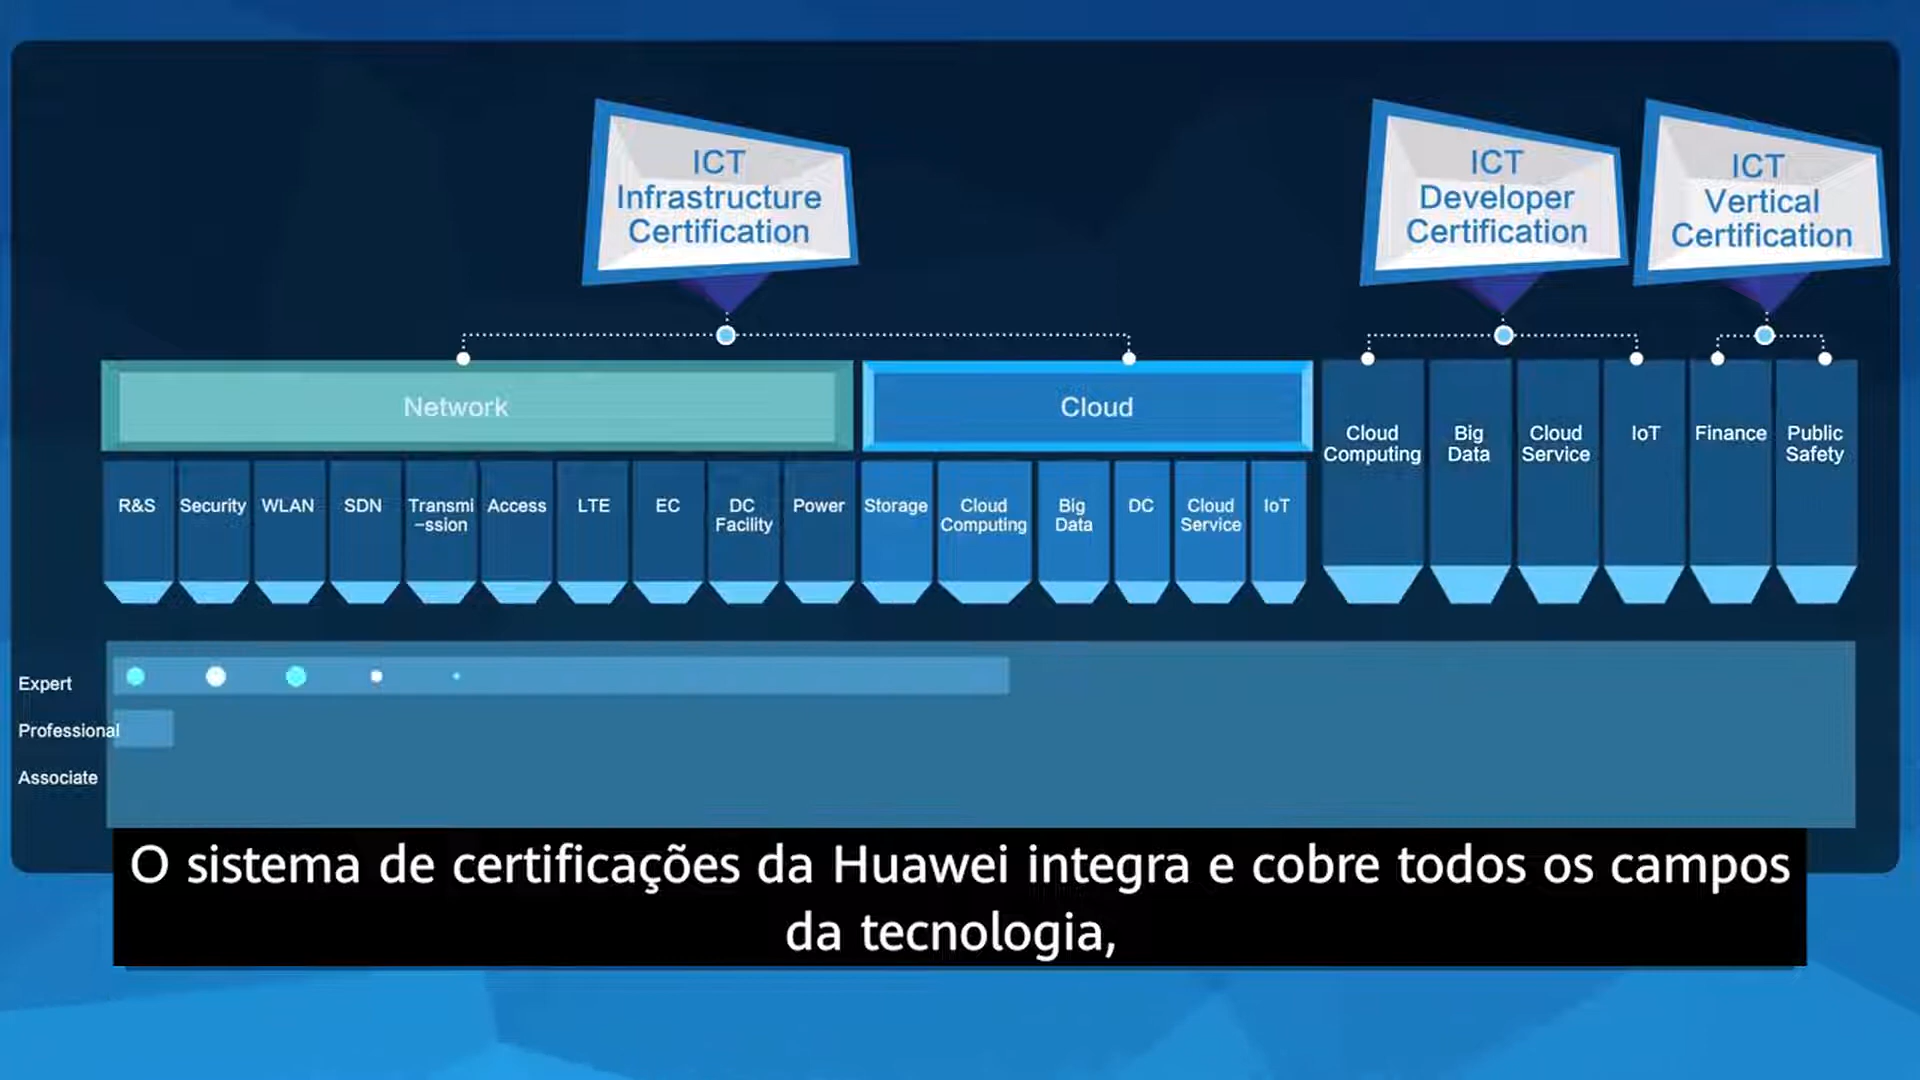 ICT
Infrastructure
Certification
ICT
Developer
Certification
ICT
Vertical
Certification
Network
Cloud
R&S
Security
WLAN
SDN
Transmi
-ssion
Access
LTE
EC
DC
Facility
Power
Storage
Cloud
Computing
Big
Data
DC
Cloud
Service
IoT
Cloud
Computing
Big
Data
Cloud
Service
IoT
Finance
Public
Safety
Expert
Professional
Associate
O sistema de certificações da Huawei integra e cobre todos os campos
da tecnologia,